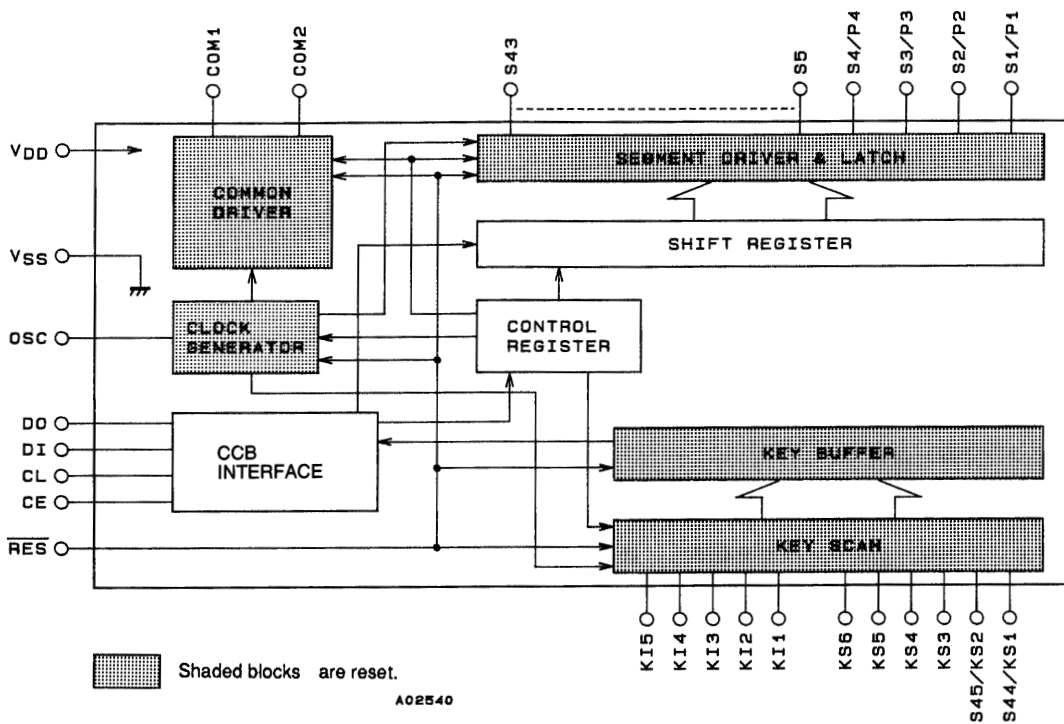 COM1
COM2
S43
S5
S4/P4
S3/P3
S2/P2
S1/P1
VDD
COMMON
DRIVER
SEGMENT DRIVER & LATCH
VSS
SHIFT REGISTER
OSC
CLOCK
GENERATOR
CONTROL
REGISTER
DO
DI
CL
CE
CCB
INTERFACE
KEY BUFFER
RES
KEY SCAN
KI5
KI4
KI3
KI2
KI1
KS6
KS5
KS4
KS3
S45/KS2
S44/KS1
Shaded blocks are reset.
A02540